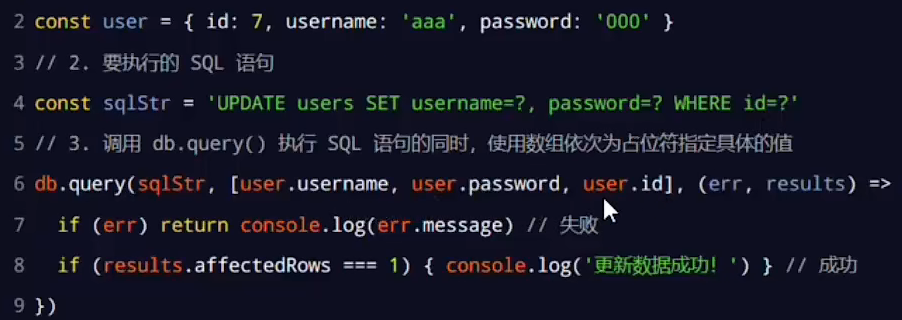 2 const user = { id: 7, username: 'aaa', password: '000' }
3 // 2. 要执行的 SQL 语句
4 const sqlStr = 'UPDATE users SET username=?, password=? WHERE id=?'
5 // 3. 调用 db.query() 执行 SQL 语句的同时，使用数组依次为占位符指定具体的值
6 db.query(sqlStr, [user.username, user.password, user.id], (err, results) =>
7 if (err) return console.log(err.message) // 失败
8 if (results.affectedRows === 1) { console.log('更新数据成功！') } // 成功
9 })